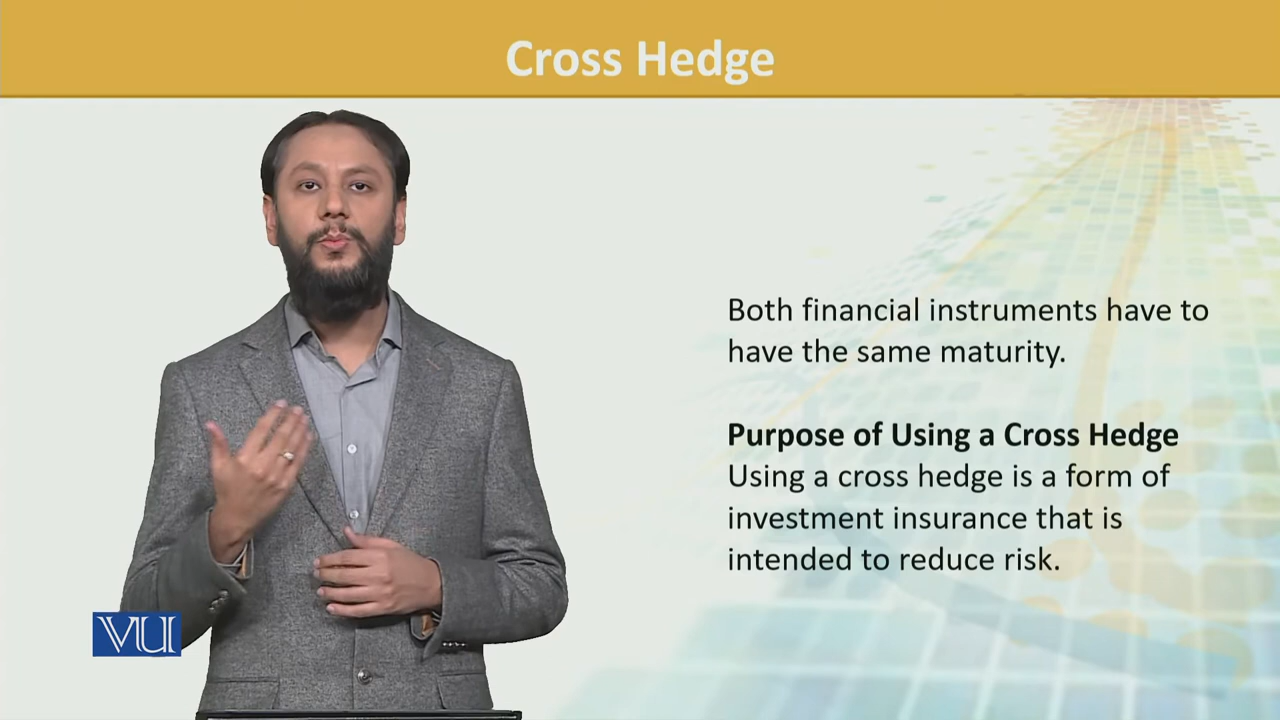 Cross Hedge
Both financial instruments have to
have the same maturity.
Purpose of Using a Cross Hedge
Using a cross hedge is a form of
investment insurance that is
intended to reduce risk.
VU